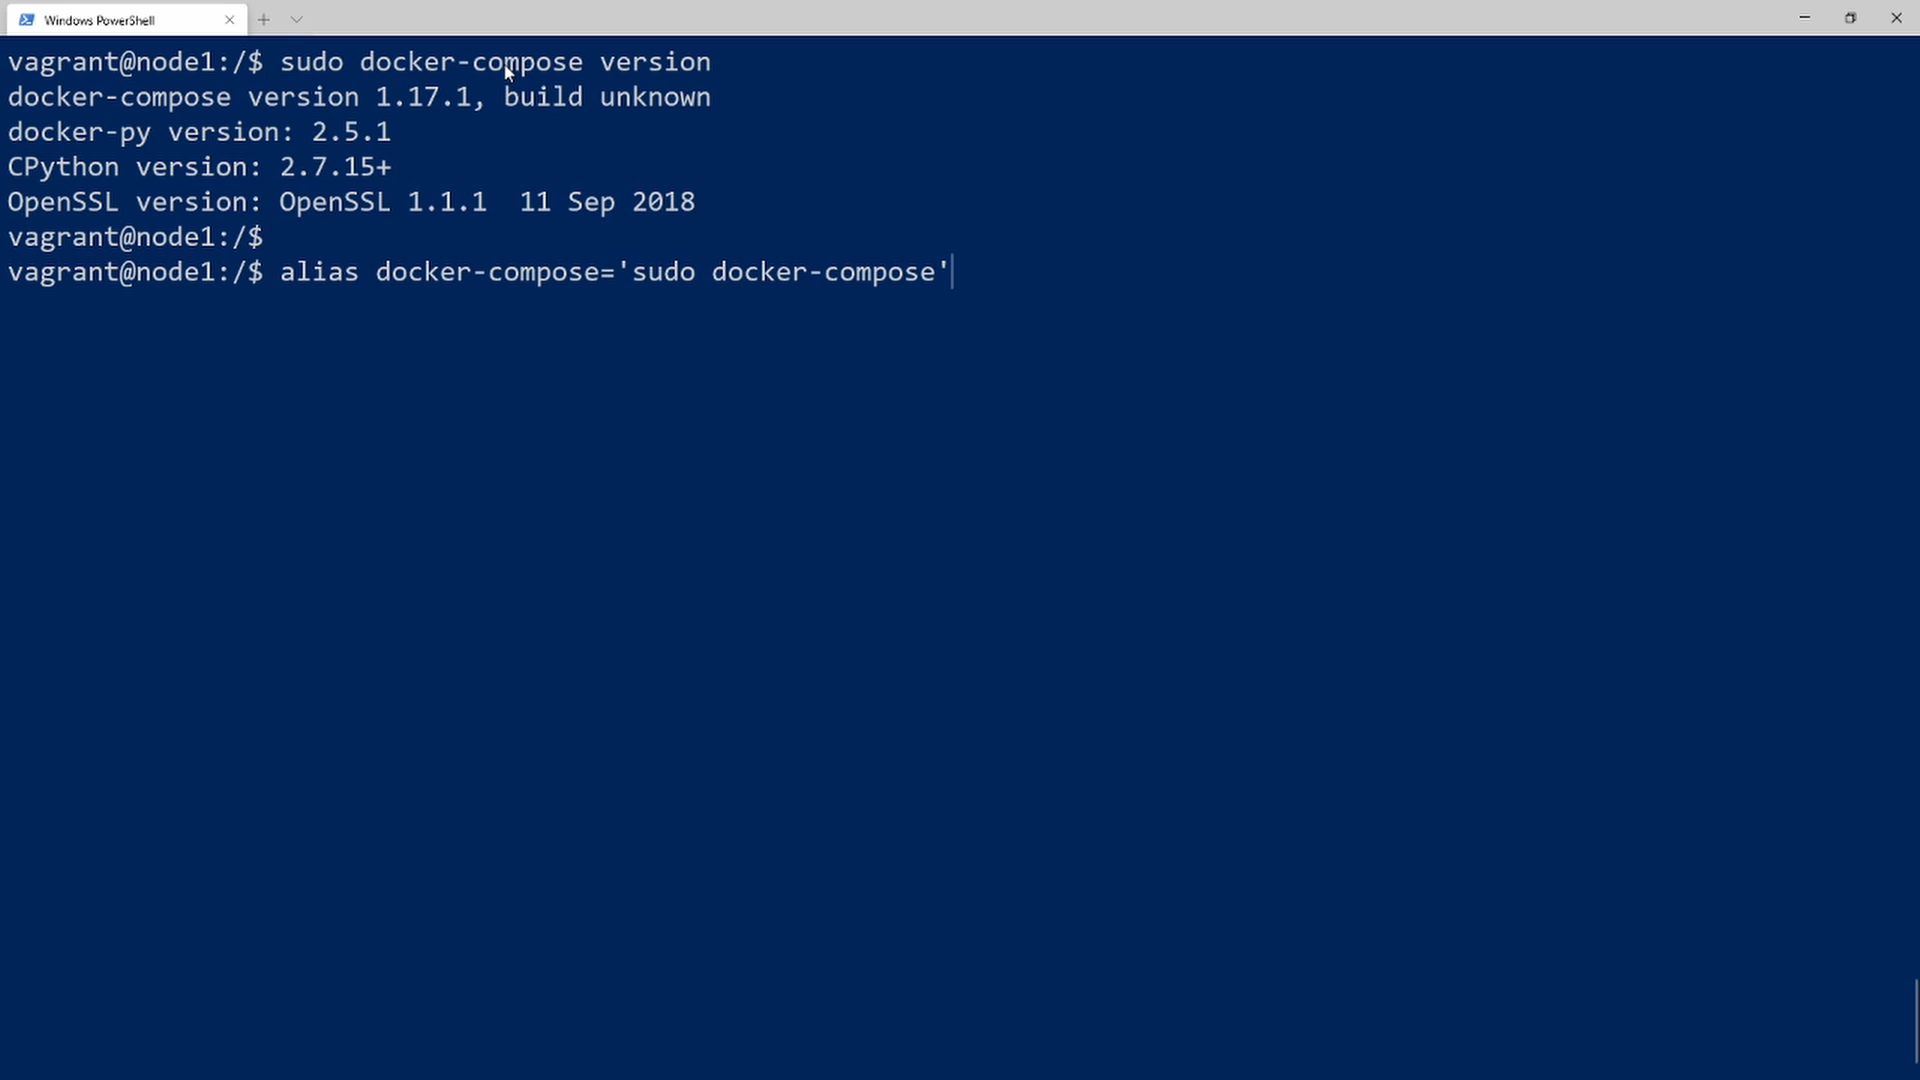 Windows PowerShell
vagrant@node1:/$ sudo docker-compose version
docker-compose version 1.17.1, build unknown
docker-py version: 2.5.1
CPython version: 2.7.15+
OpenSSL version: OpenSSL 1.1.1  11 Sep 2018
vagrant@node1:/$
vagrant@node1:/$ alias docker-compose='sudo docker-compose'